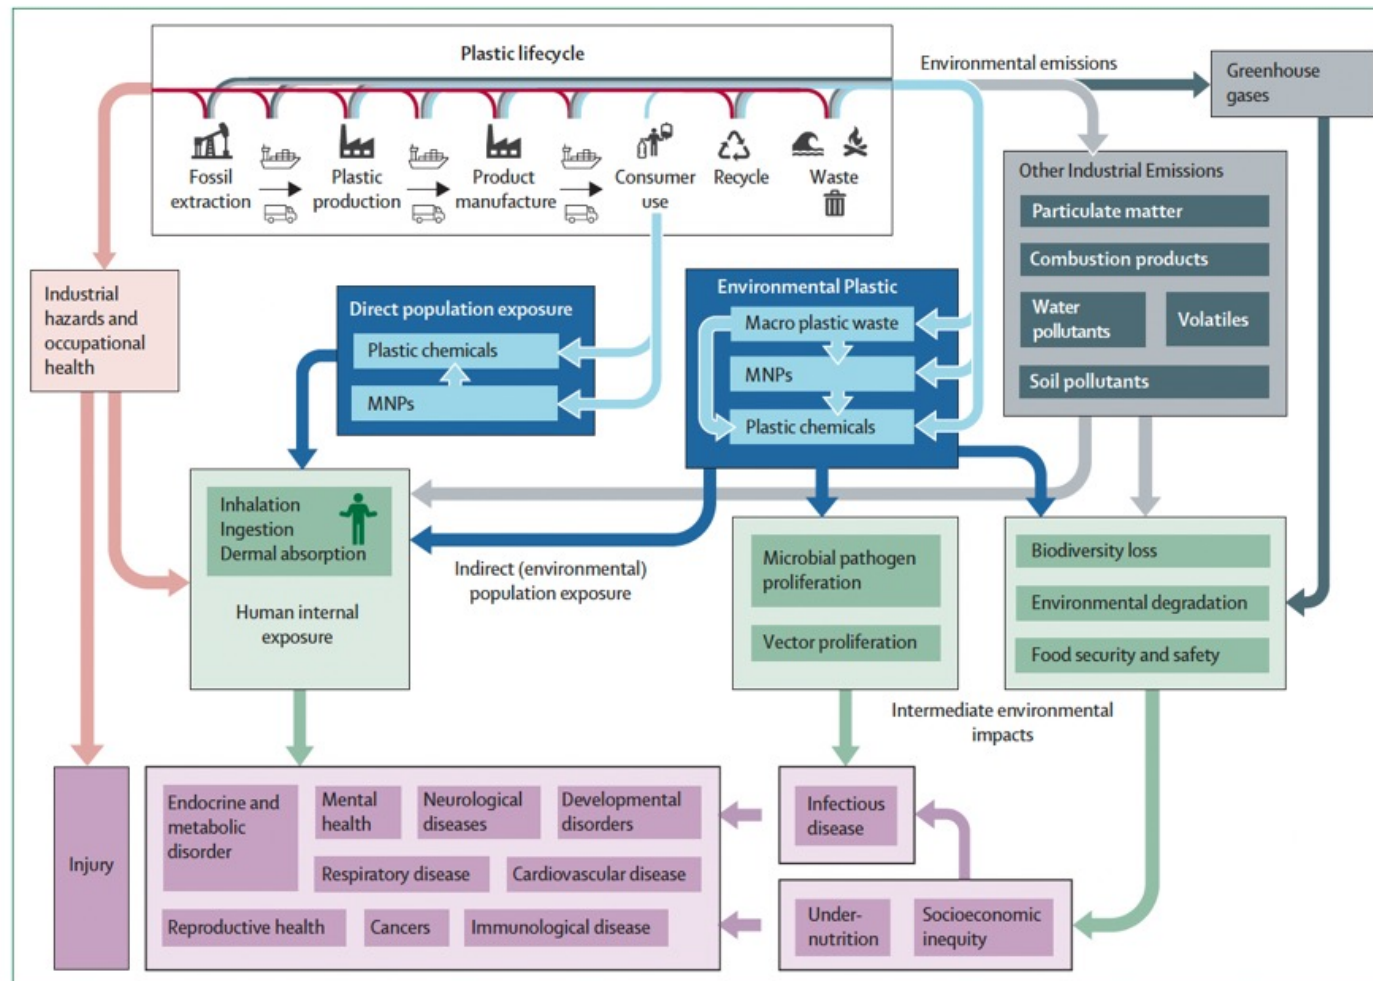 Plastic lifecycle
Environmental emissions
Greenhouse
gases
Fossil
extraction
Plastic
production
Product
manufacture
Consumer
use
Recycle
Waste
Other Industrial Emissions
Particulate matter
Combustion products
Water
pollutants
Volatiles
Soil pollutants
Industrial
hazards and
occupational
health
Direct population exposure
Plastic chemicals
MNPs
Environmental Plastic
Macro plastic waste
MNPs
Plastic chemicals
Inhalation
Ingestion
Dermal absorption
Human internal
exposure
Indirect (environmental)
population exposure
Microbial pathogen
proliferation
Vector proliferation
Biodiversity loss
Environmental degradation
Food security and safety
Intermediate environmental
impacts
Injury
Endocrine and
metabolic
disorder
Mental
health
Neurological
diseases
Developmental
disorders
Respiratory disease
Cardiovascular disease
Reproductive health
Cancers
Immunological disease
Infectious
disease
Under-
nutrition
Socioeconomic
inequity